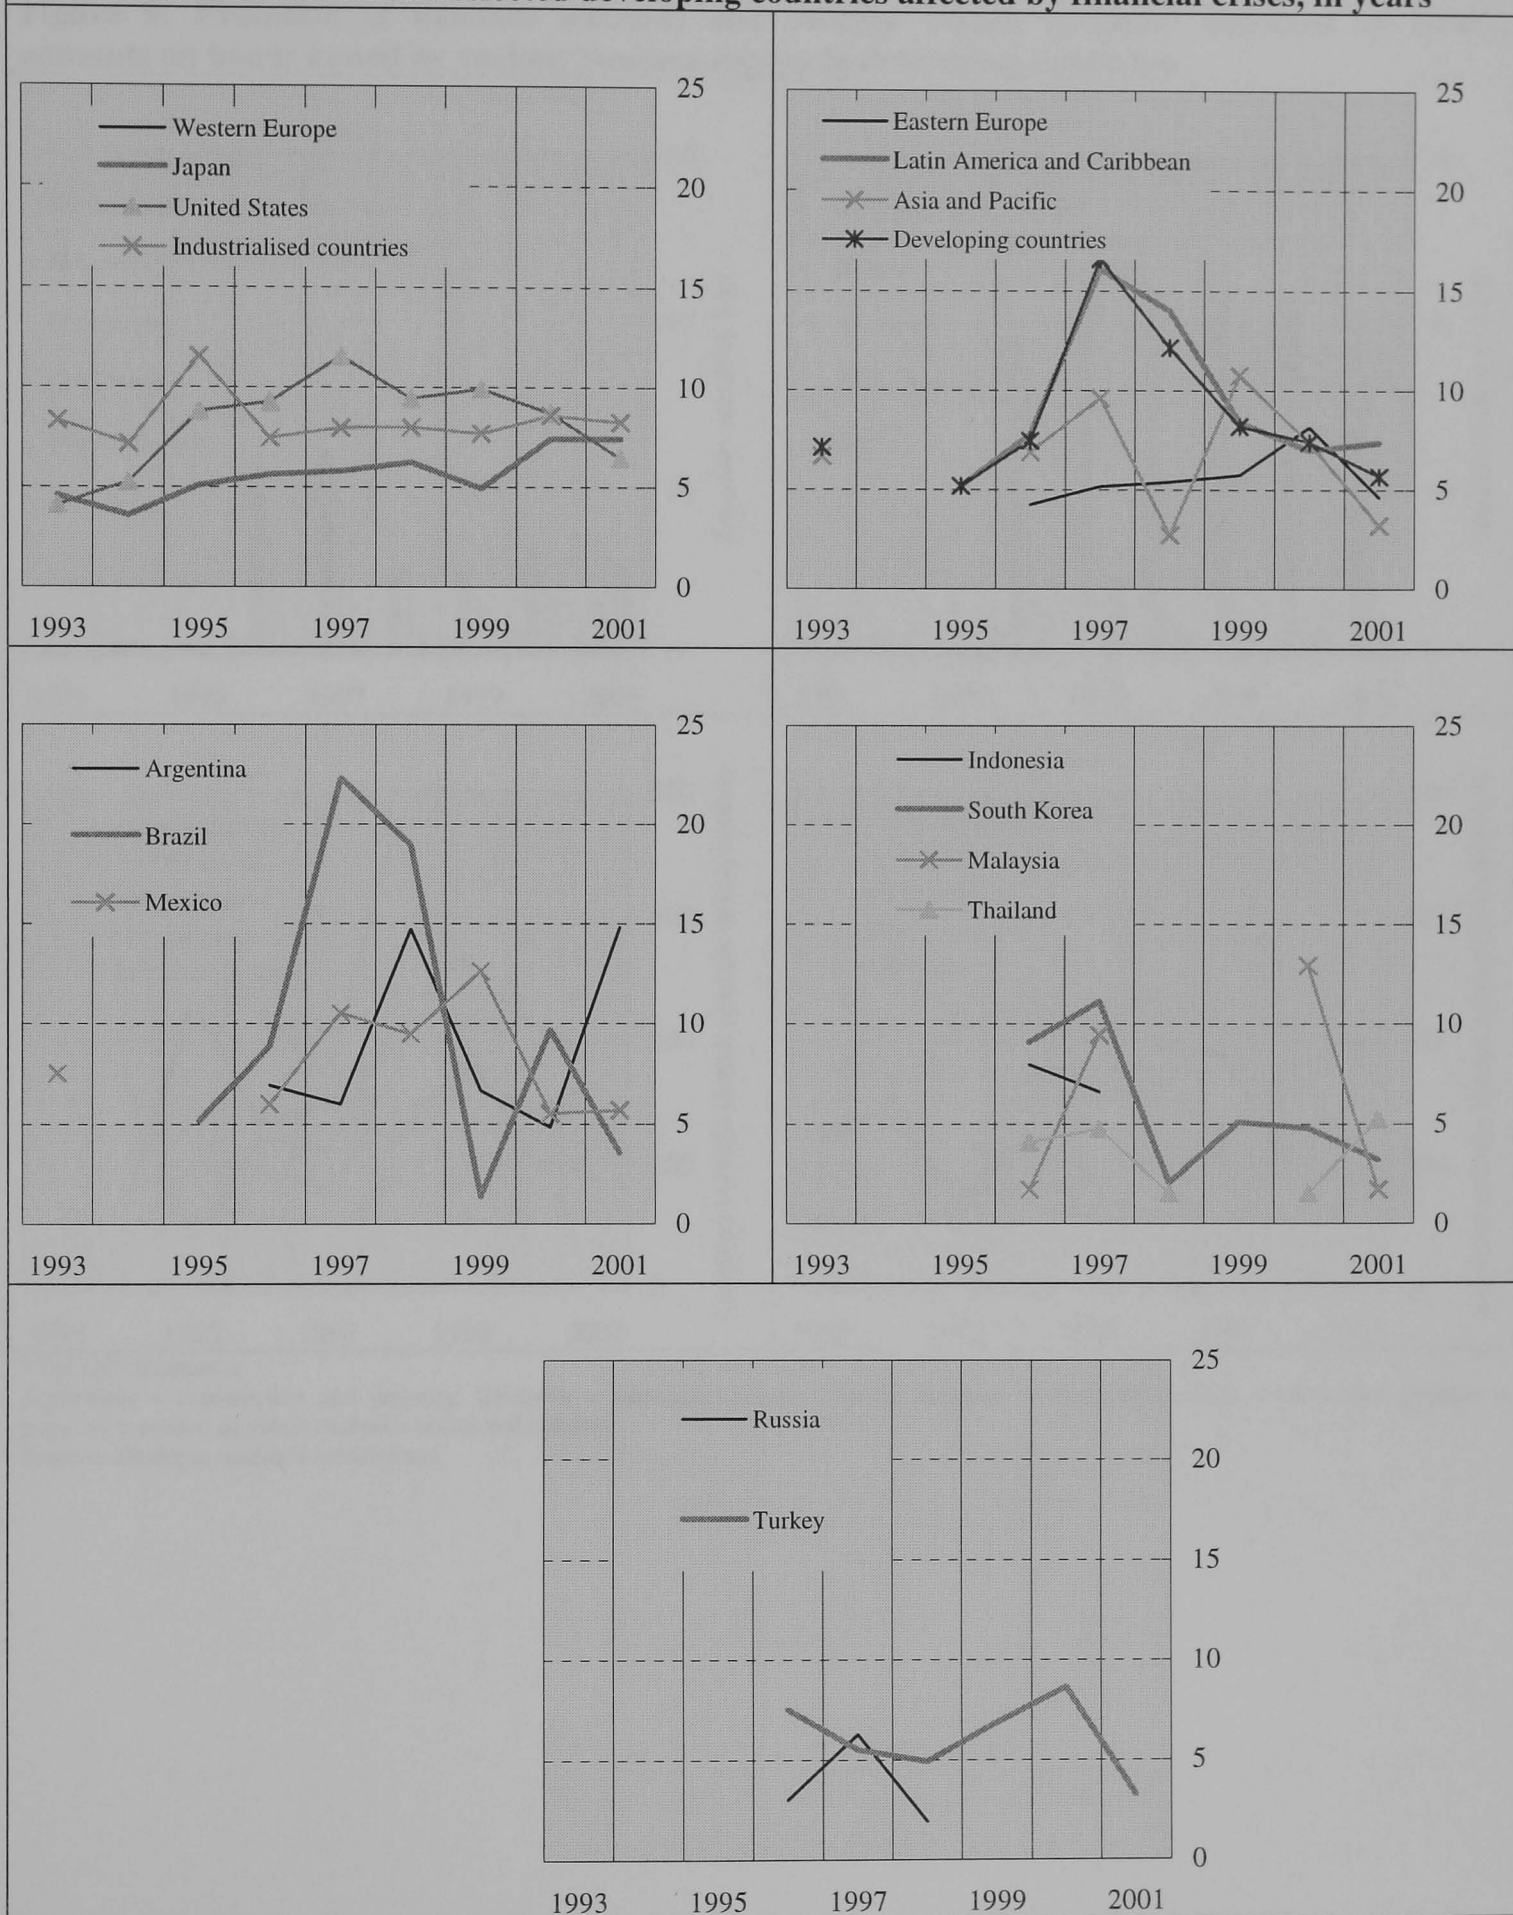 developing countries affected by financial crises, in years
Western Europe
Japan
United States
Industrialised countries
25
20
15
10
5
0
1993 1995 1997 1999 2001
Eastern Europe
Latin America and Caribbean
Asia and Pacific
Developing countries
25
20
15
10
5
0
1993 1995 1997 1999 2001
Argentina
Brazil
Mexico
25
20
15
10
5
0
1993 1995 1997 1999 2001
Indonesia
South Korea
Malaysia
Thailand
25
20
15
10
5
0
1993 1995 1997 1999 2001
Russia
Turkey
25
20
15
10
5
0
1993 1995 1997 1999 2001